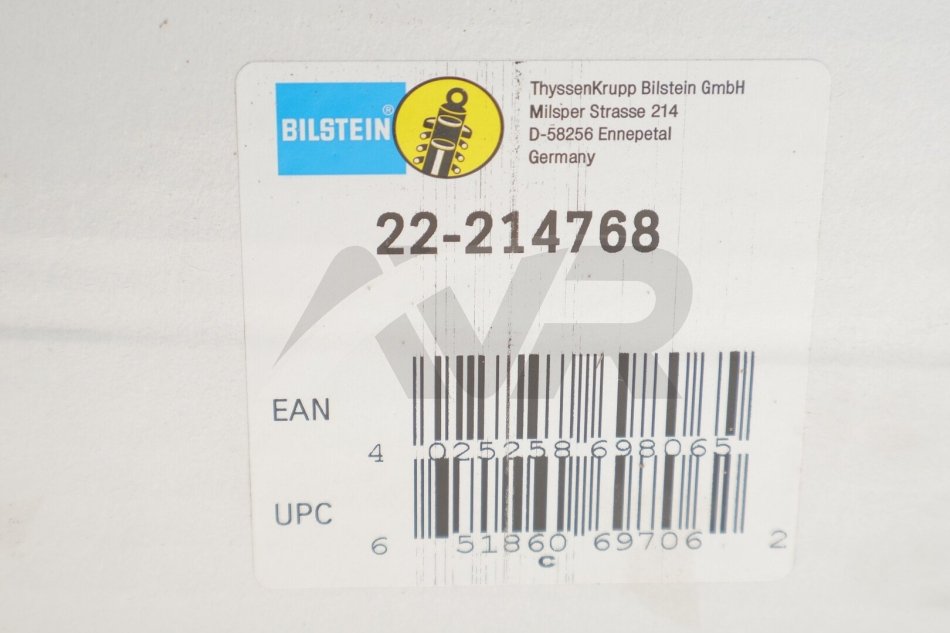 BILSTEIN®
ThyssenKrupp Bilstein GmbH
Milsper Strasse 214
D-58256 Ennepetal
Germany
22-214768
VR
EAN
4 025258 698065
UPC
6 51860 69706 2
C